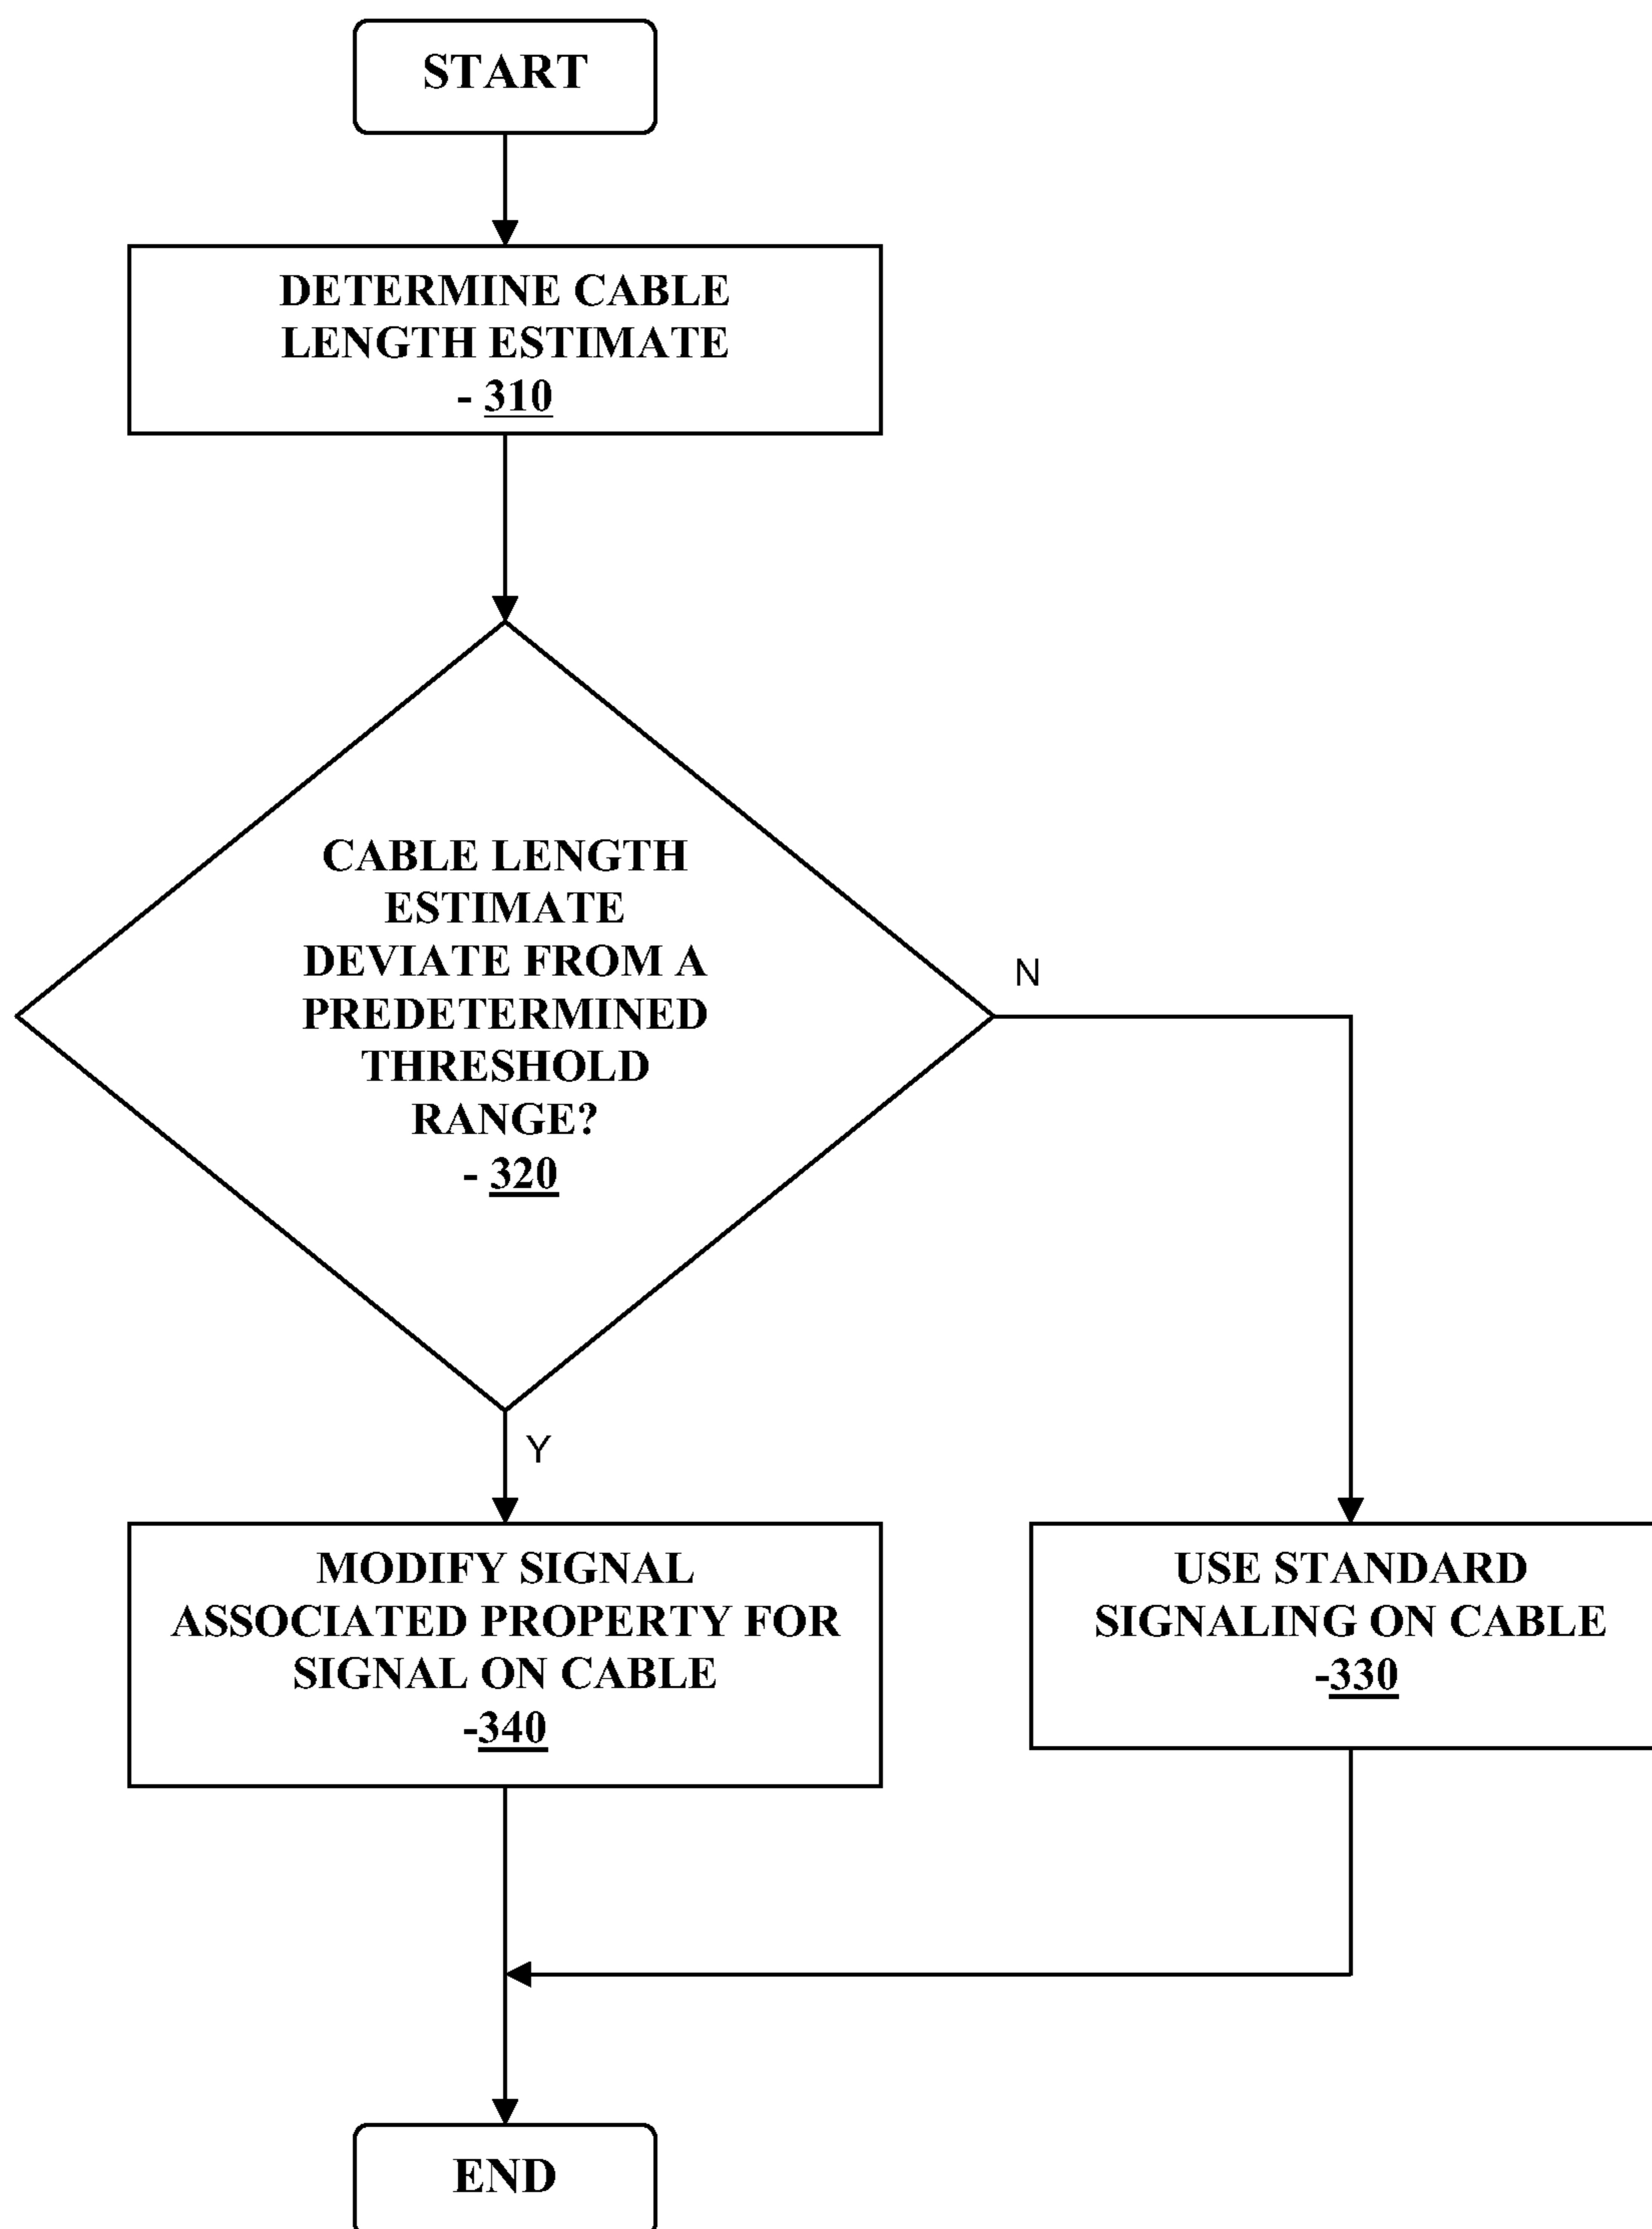 START
DETERMINE CABLE
LENGTH ESTIMATE
- 310
CABLE LENGTH
ESTIMATE
DEVIATE FROM A
PREDETERMINED
THRESHOLD
RANGE?
- 320
N
Y
MODIFY SIGNAL
ASSOCIATED PROPERTY FOR
SIGNAL ON CABLE
-340
USE STANDARD
SIGNALING ON CABLE
-330
END